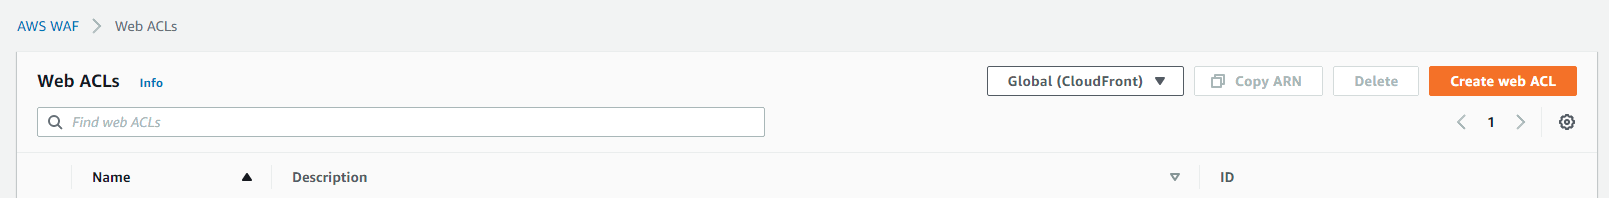 AWS WAF > Web ACLs
Web ACLs Info Global (CloudFront) Copy ARN Delete Create web ACL
Find web ACLs 1
Name Description ID